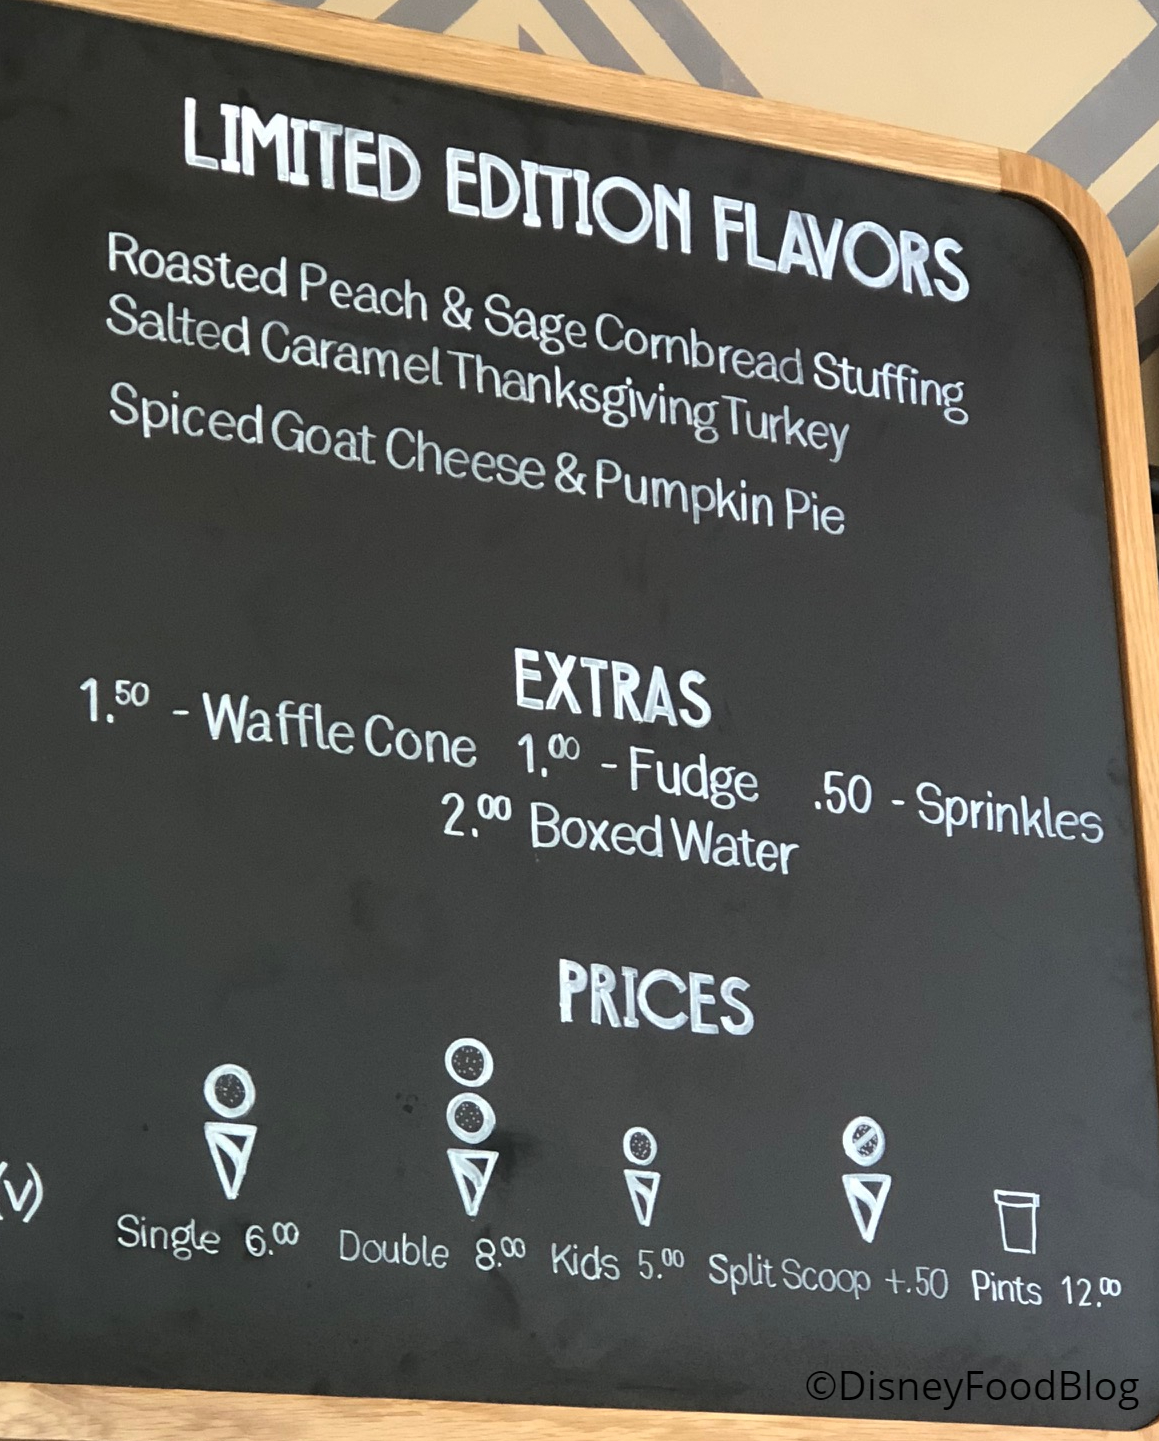 LIMITED EDITION FLAVORS
Roasted Peach & Sage Cornbread Stuffing
Salted Caramel Thanksgiving Turkey
Spiced Goat Cheese & Pumpkin Pie
EXTRAS
1.50 - Waffle Cone 1.00 - Fudge .50 - Sprinkles
2.00 Boxed Water
PRICES
(v)
Single 6.00 Double 8.00 Kids 5.00 Split Scoop +.50 Pints 12.00
©DisneyFoodBlog